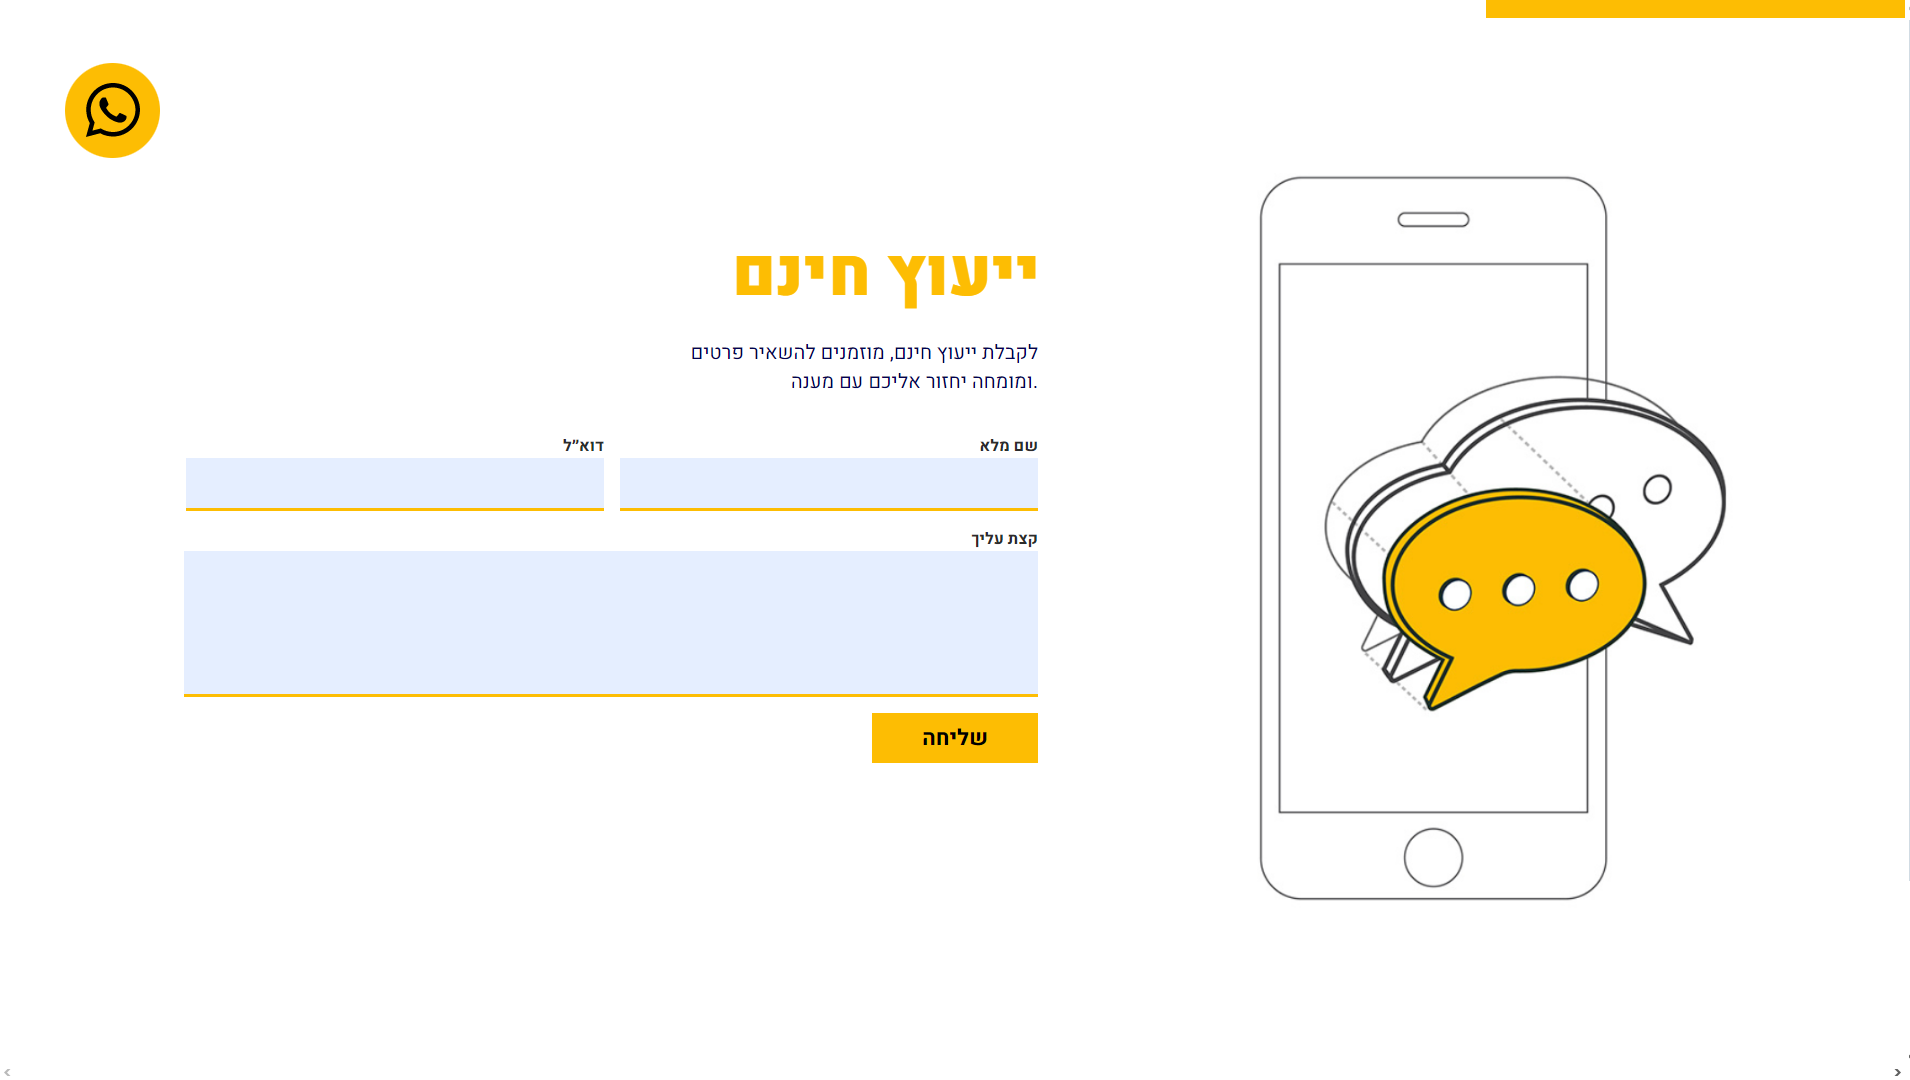 ייעוץ חינם
לקבלת ייעוץ חינם, מוזמנים להשאיר פרטים
ומומחה יחזור אליכם עם מענה.
שם מלא
דוא״ל
קצת עליך
שליחה